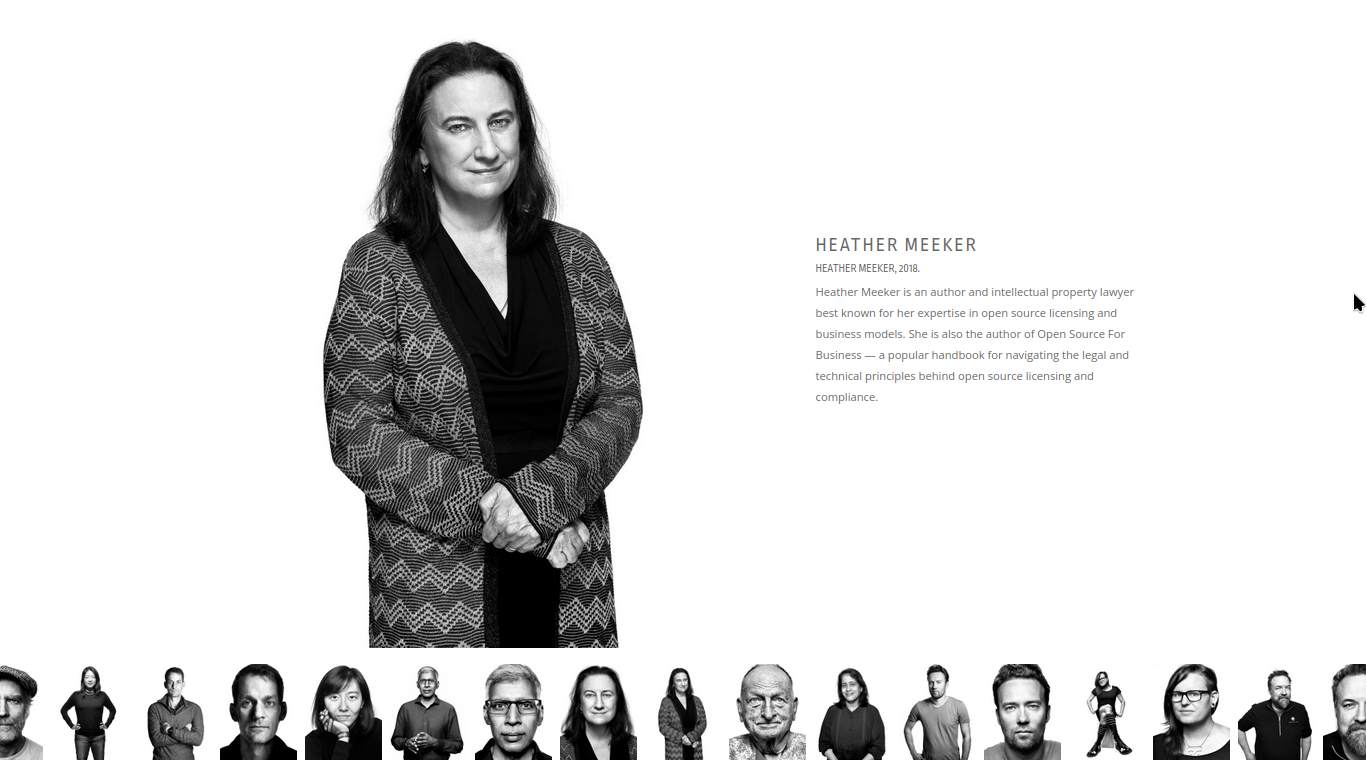 HEATHER MEEKER
HEATHER MEEKER, 2018.
Heather Meeker is an author and intellectual property lawyer
best known for her expertise in open source licensing and
business models. She is also the author of Open Source For
Business — a popular handbook for navigating the legal and
technical principles behind open source licensing and
compliance.